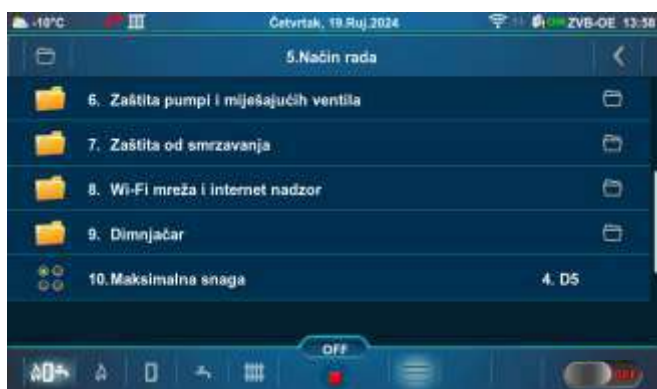 -10°C Četvrtak, 19.Ruj.2024 ZVB-OE 13:58
5.Način rada
6. Zaštita pumpi i miješajućih ventila
7. Zaštita od smrzavanja
8. Wi-Fi mreža i internet nadzor
9. Dimnjačar
10.Maksimalna snaga 4. D5
OFF
OFF